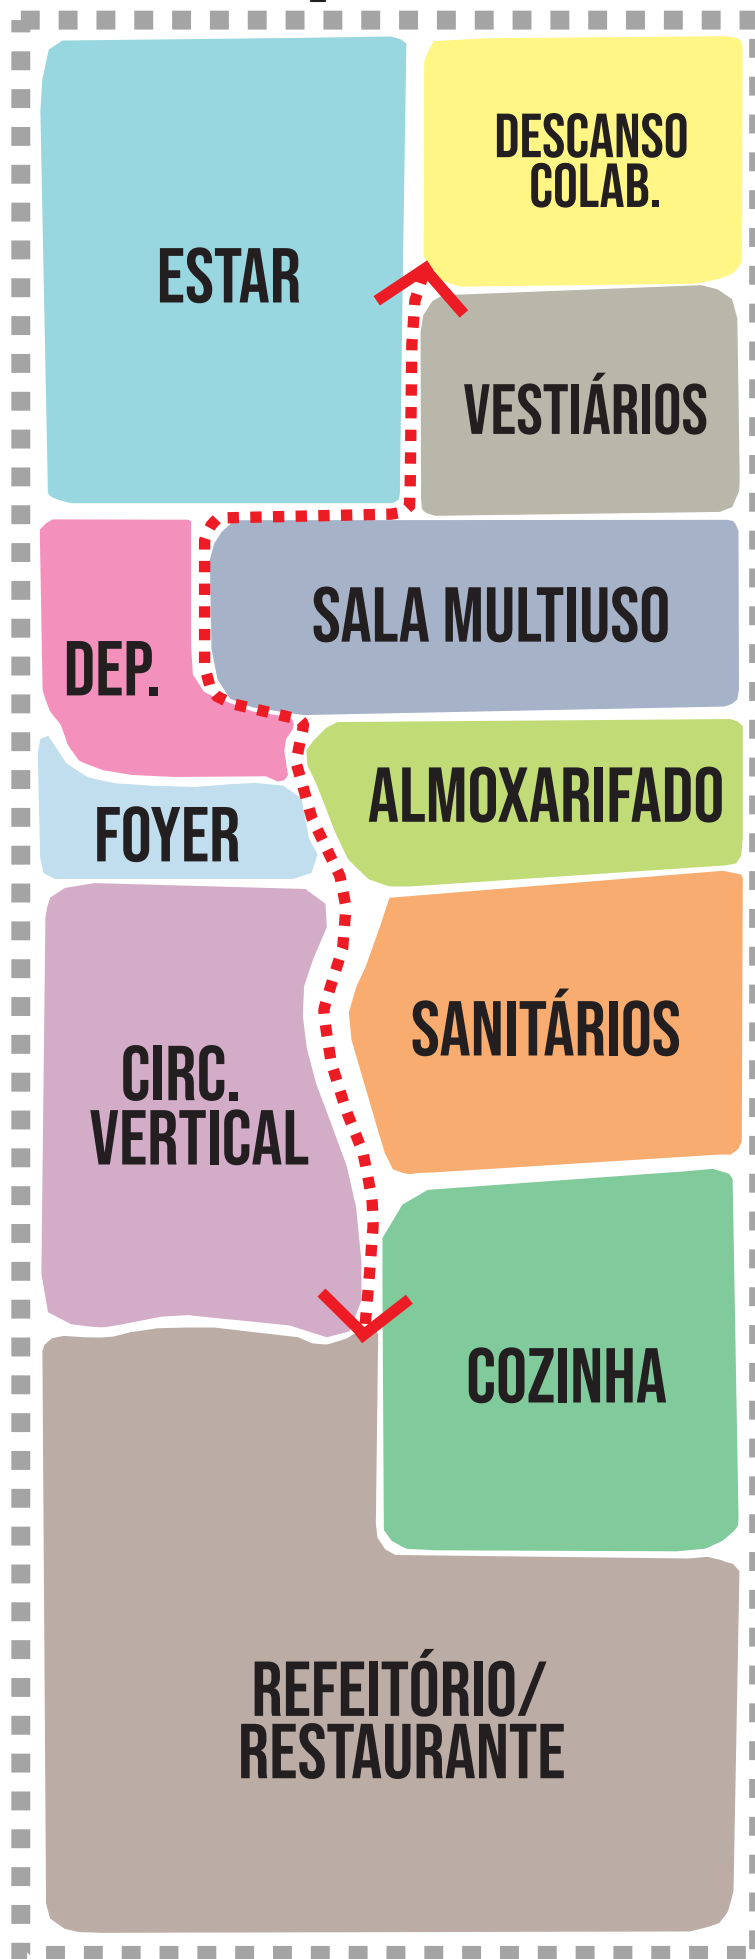 ESTAR
DESCANSO
COLAB.
VESTIÁRIOS
SALA MULTIUSO
DEP.
ALMOXARIFADO
FOYER
SANITÁRIOS
CIRC.
VERTICAL
COZINHA
REFEITÓRIO/
RESTAURANTE